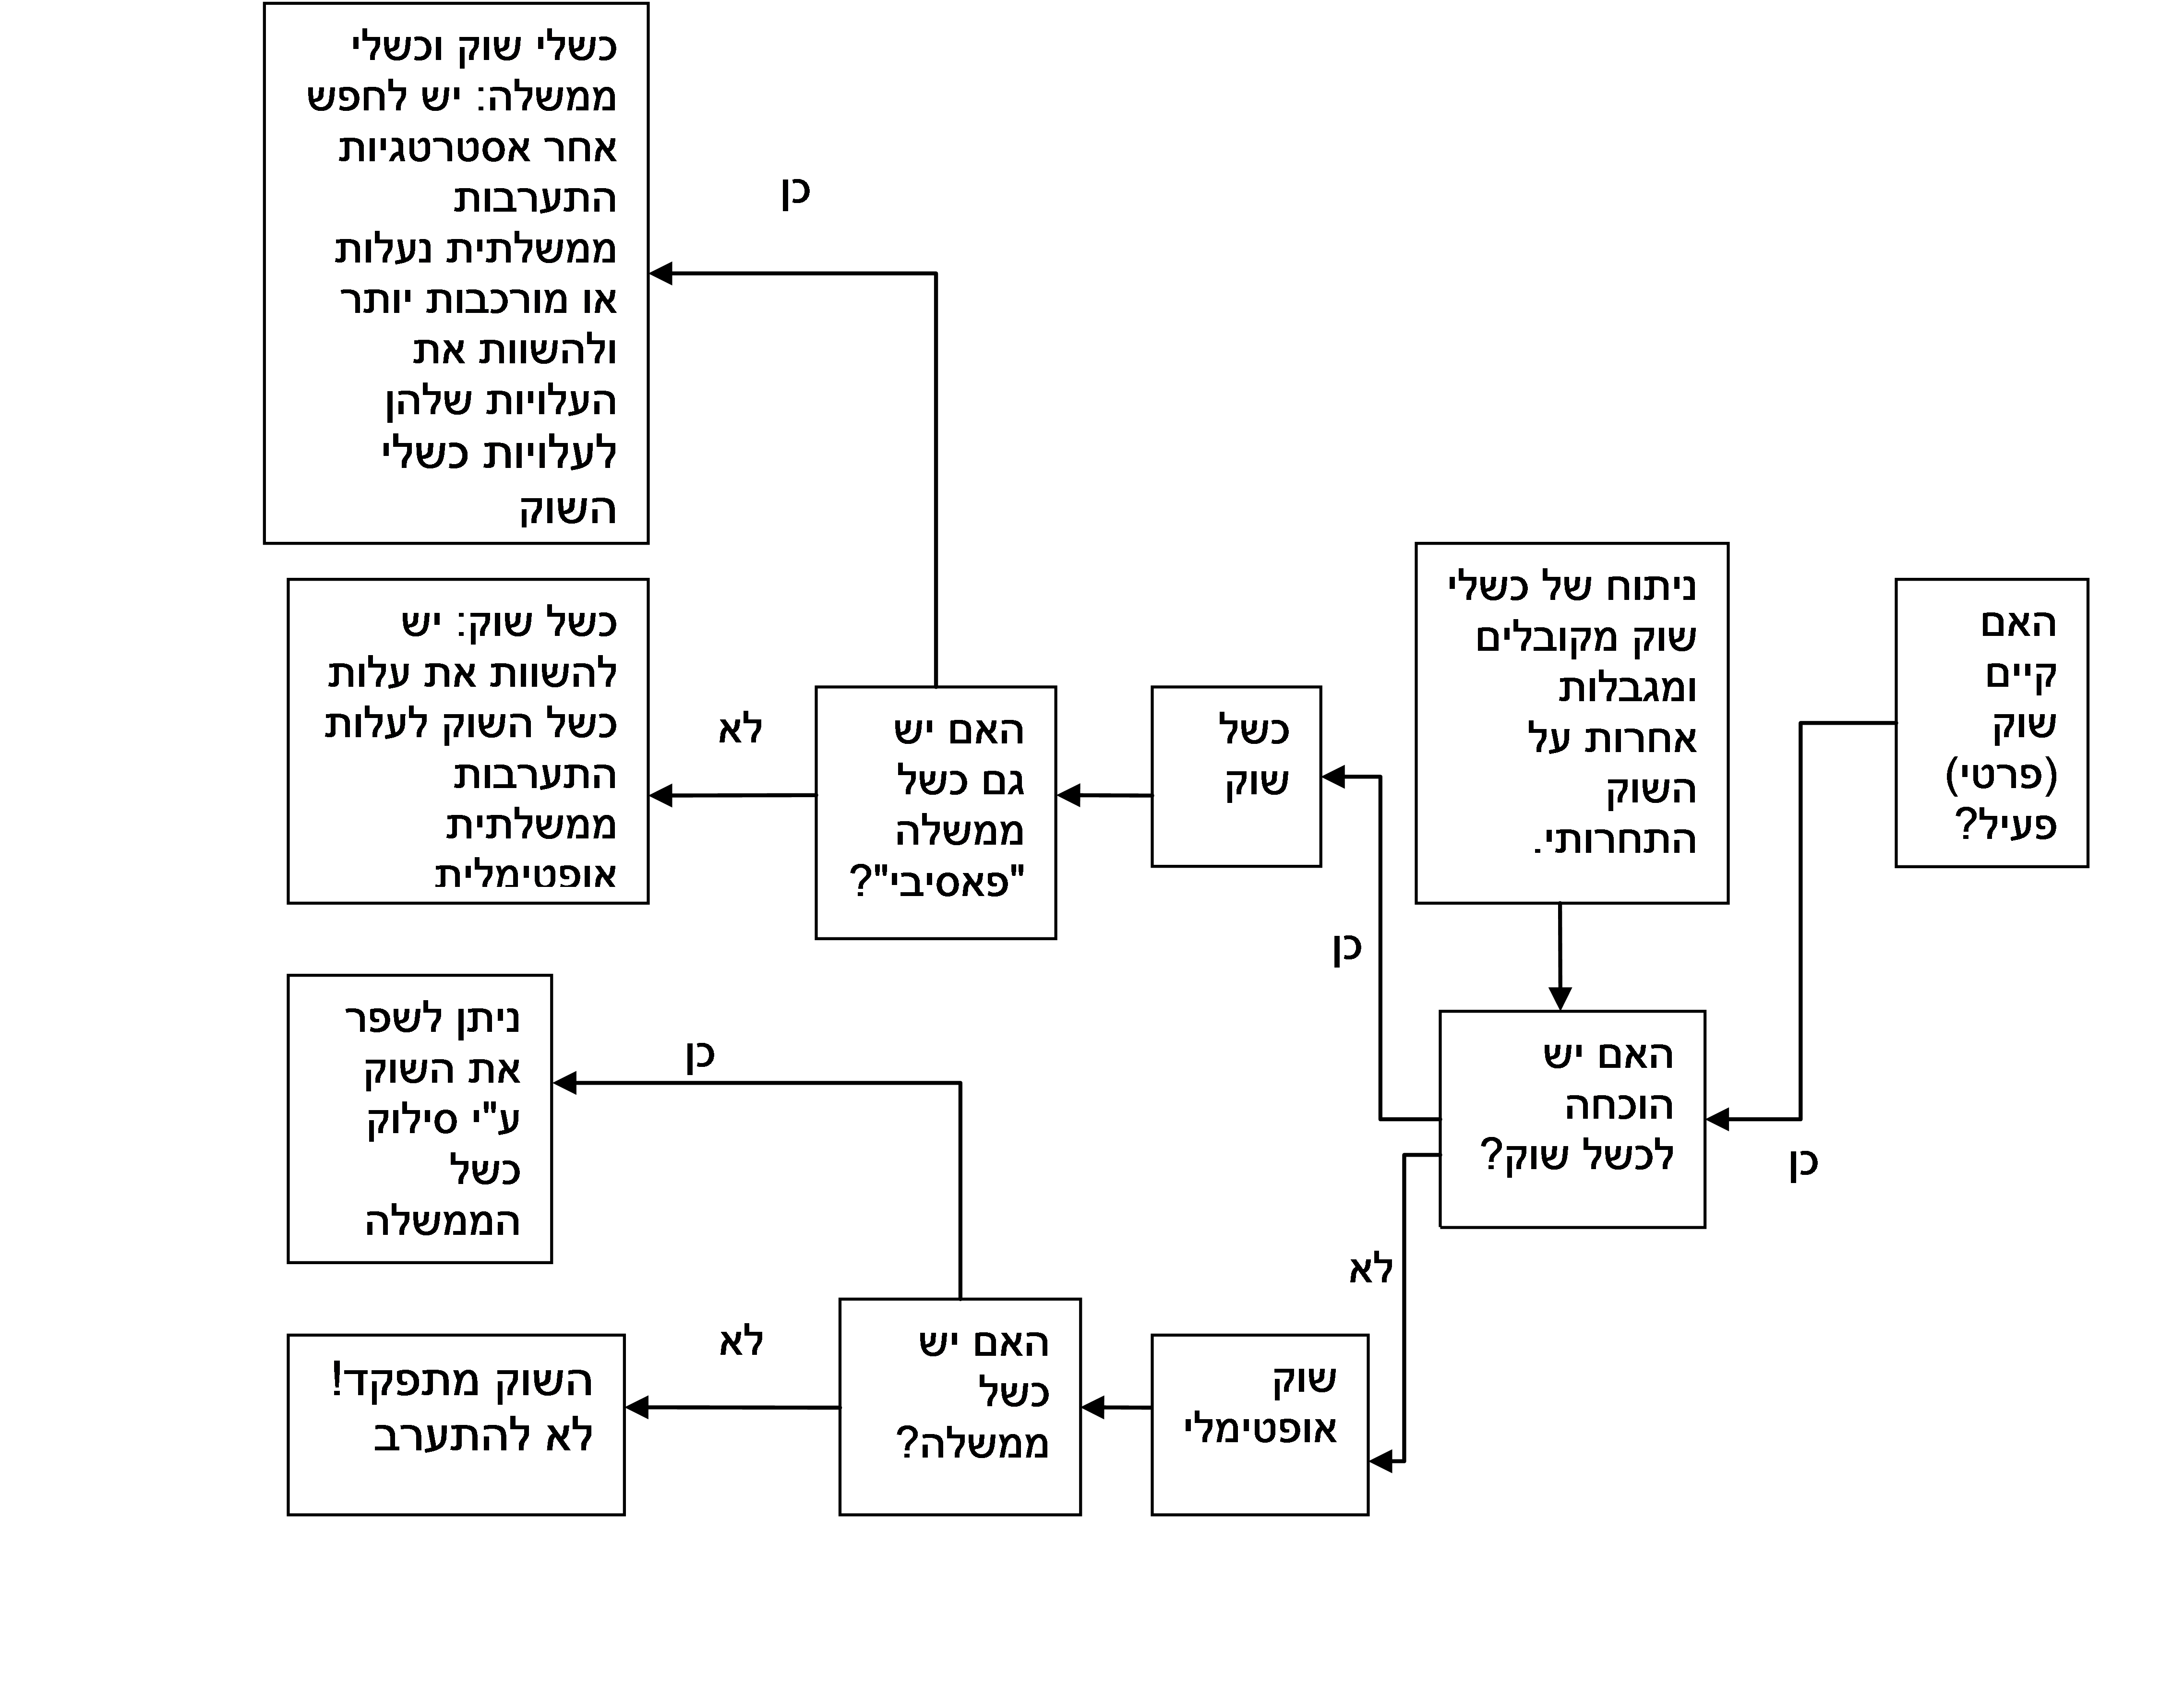 האם
קיים
שוק
(פרטי)
פעיל?
כן
ניתוח של כשלי
שוק מקובלים
ומגבלות
אחרות על
השוק
התחרותי.
האם יש
הוכחה
לכשל שוק?
כן
כשל
שוק
האם יש
גם כשל
ממשלה
"פאסיבי"?
כן
כשלי שוק וכשלי
ממשלה: יש לחפש
אחר אסטרטגיות
התערבות
ממשלתית נעלות
או מורכבות יותר
ולהשוות את
העלויות שלהן
לעלויות כשלי
השוק
לא
כשל שוק: יש
להשוות את עלות
כשל השוק לעלות
התערבות
ממשלתית
אופטימלית
לא
שוק
אופטימלי
האם יש
כשל
ממשלה?
כן
ניתן לשפר
את השוק
ע"י סילוק
כשל
הממשלה
לא
השוק מתפקד!
לא להתערב